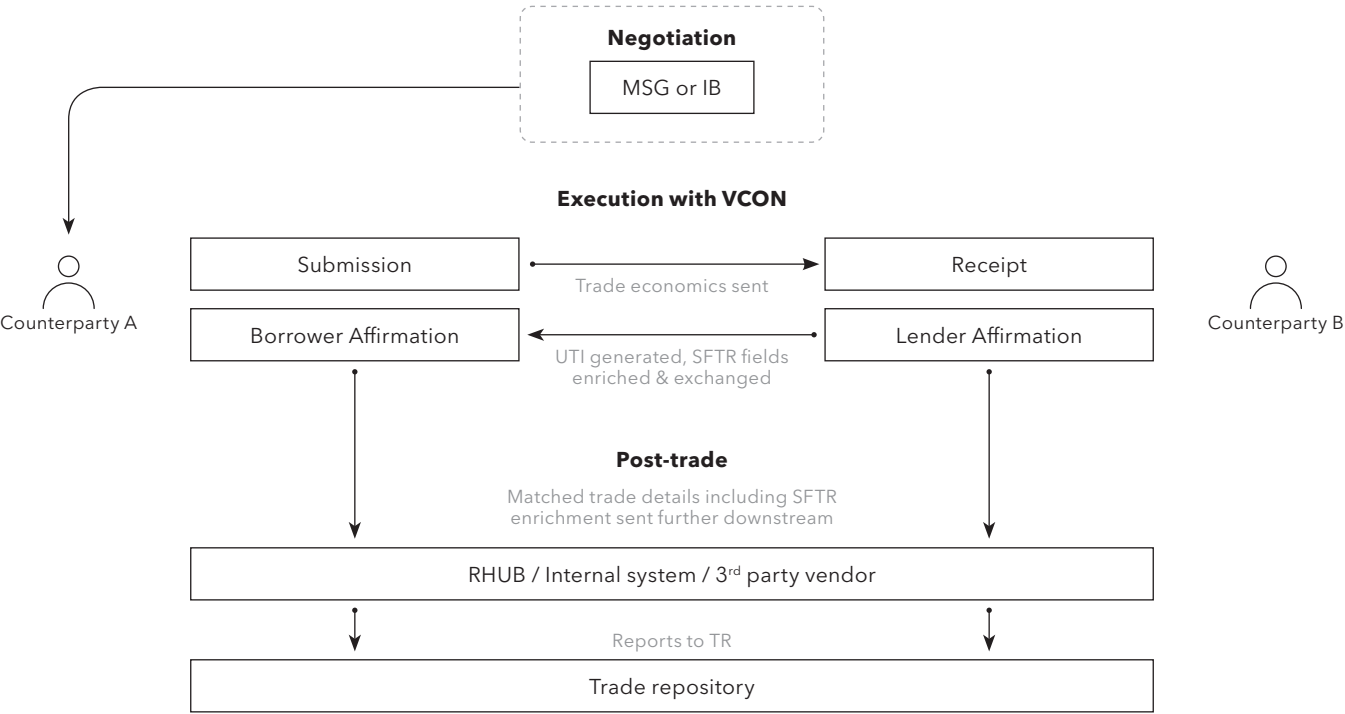 Negotiation
MSG or IB
Execution with VCON
Submission
Trade economics sent
Receipt
Counterparty A
Borrower Affirmation
UTI generated, SFTR fields
enriched & exchanged
Lender Affirmation
Counterparty B
Post-trade
Matched trade details including SFTR
enrichment sent further downstream
RHUB / Internal system / 3rd party vendor
Reports to TR
Trade repository